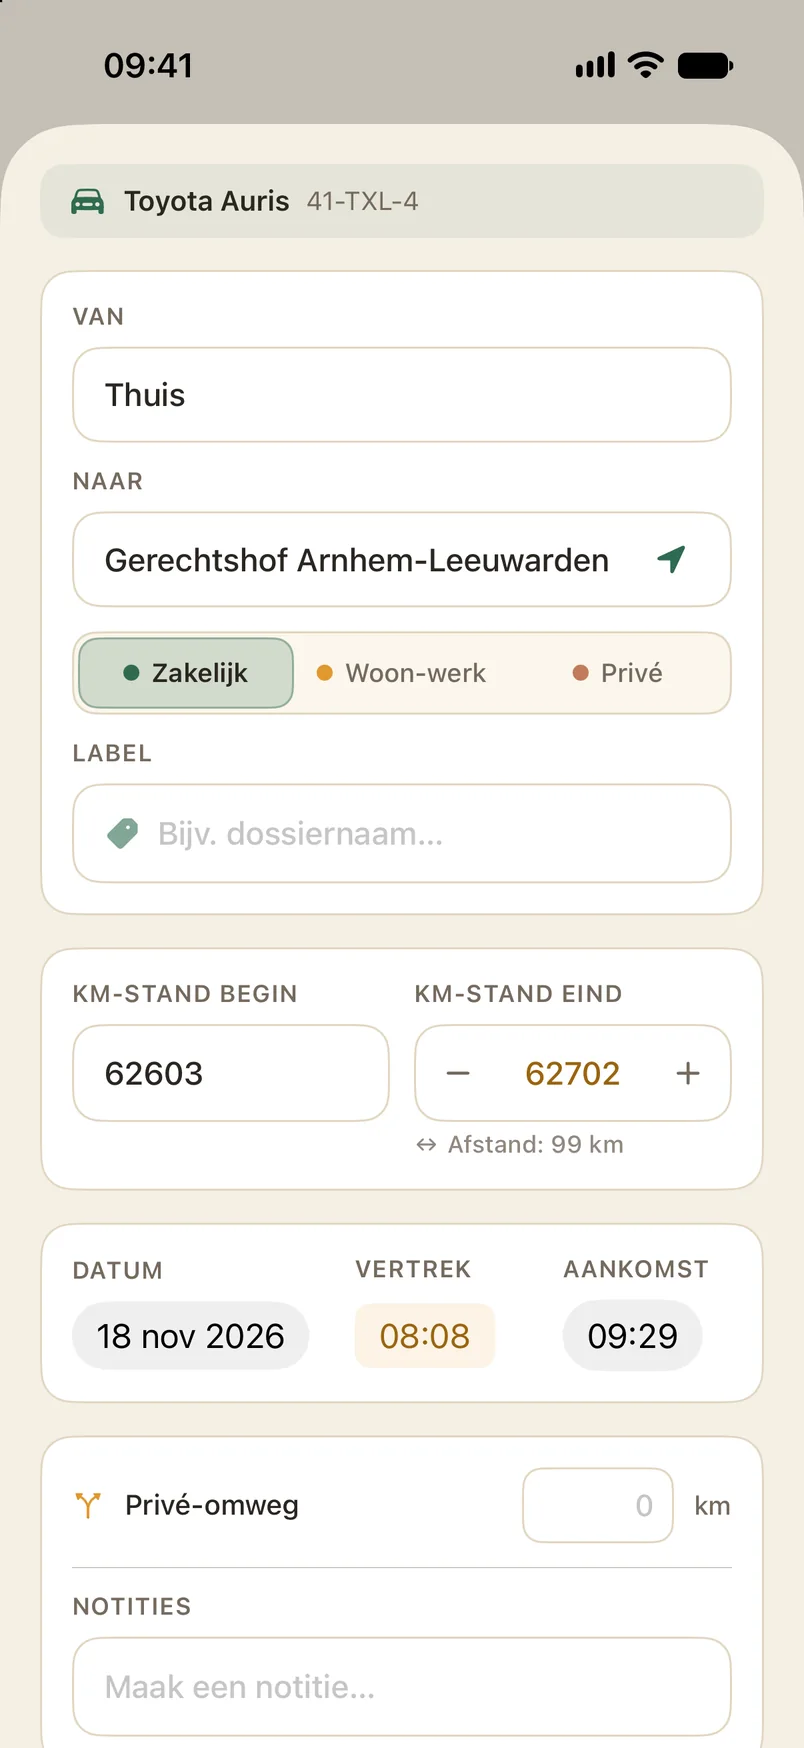 09:41
Toyota Auris 41-TXL-4
VAN
Thuis
NAAR
Gerechtshof Arnhem-Leeuwarden
Zakelijk Woon-werk Privé
LABEL
Bijv. dossiernaam...
KM-STAND BEGIN KM-STAND EIND
62603 − 62702 +
↔ Afstand: 99 km
DATUM VERTREK AANKOMST
18 nov 2026 08:08 09:29
Privé-omweg 0 km
NOTITIES
Maak een notitie...